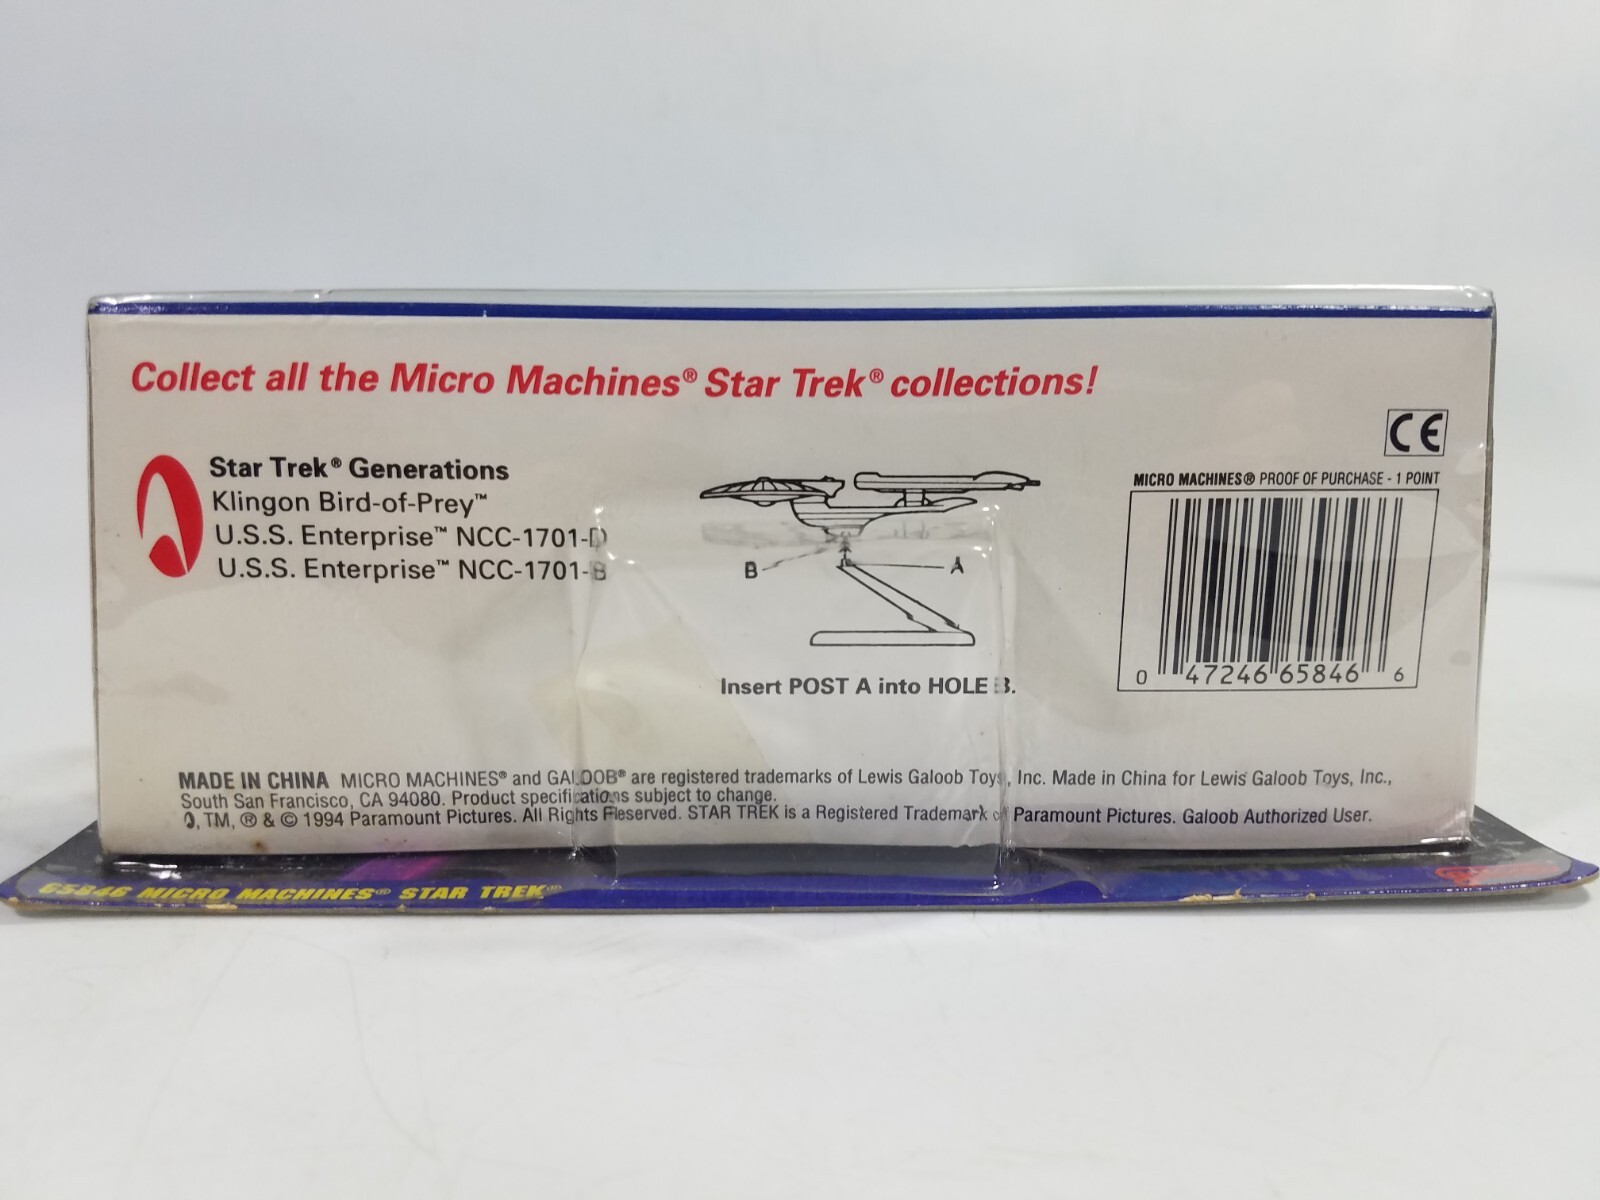 Collect all the Micro Machines® Star Trek® collections!
CE
Star Trek® Generations
Klingon Bird-of-Prey™
U.S.S. Enterprise™ NCC-1701-D
U.S.S. Enterprise™ NCC-1701-B
B
A
Insert POST A into HOLE B.
MICRO MACHINES® PROOF OF PURCHASE - 1 POINT
0 47246 65846 6
MADE IN CHINA MICRO MACHINES® and GALOOB® are registered trademarks of Lewis Galoob Toys, Inc. Made in China for Lewis Galoob Toys, Inc.,
South San Francisco, CA 94080. Product specifications subject to change.
TM, ® & © 1994 Paramount Pictures. All Rights Reserved. STAR TREK is a Registered Trademark of Paramount Pictures. Galoob Authorized User.
65846 MICRO MACHINES® STAR TREK®